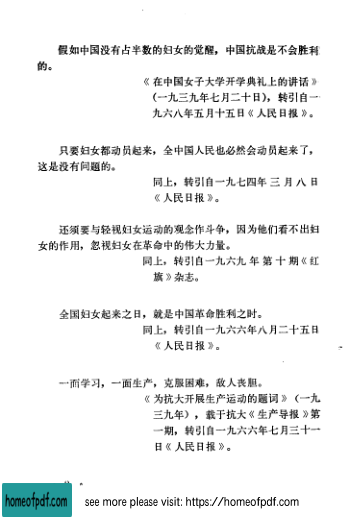 假如中国没有占半数的妇女的觉醒，中国抗战是不会胜利
的。
《在中国女子大学开学典礼上的讲话》
（一九三九年七月二十日），转引自一
九六八年五月十五日《人民日报》。
只要妇女都动员起来，全中国人民也必然会动员起来了，
这是没有问题的。
同上，转引自一九七四年三月八日
《人民日报》。
还须要与轻视妇女运动的观念作斗争，因为他们看不出妇
女的作用，忽视妇女在革命中的伟大力量。
同上，转引自一九六九年第十期《红
旗》杂志。
全国妇女起来之日，就是中国革命胜利之时。
同上，转引自一九六六年八月二十五日
《人民日报》。
一而学习，一面生产，克服困难，敌人丧胆。
《为抗大开展生产运动的题词》（一九
三九年），载于抗大《生产导报》第
一期，转引自一九六六年七月三十一
日《人民日报》。
homeofpdf.com
see more please visit: https://homeofpdf.com